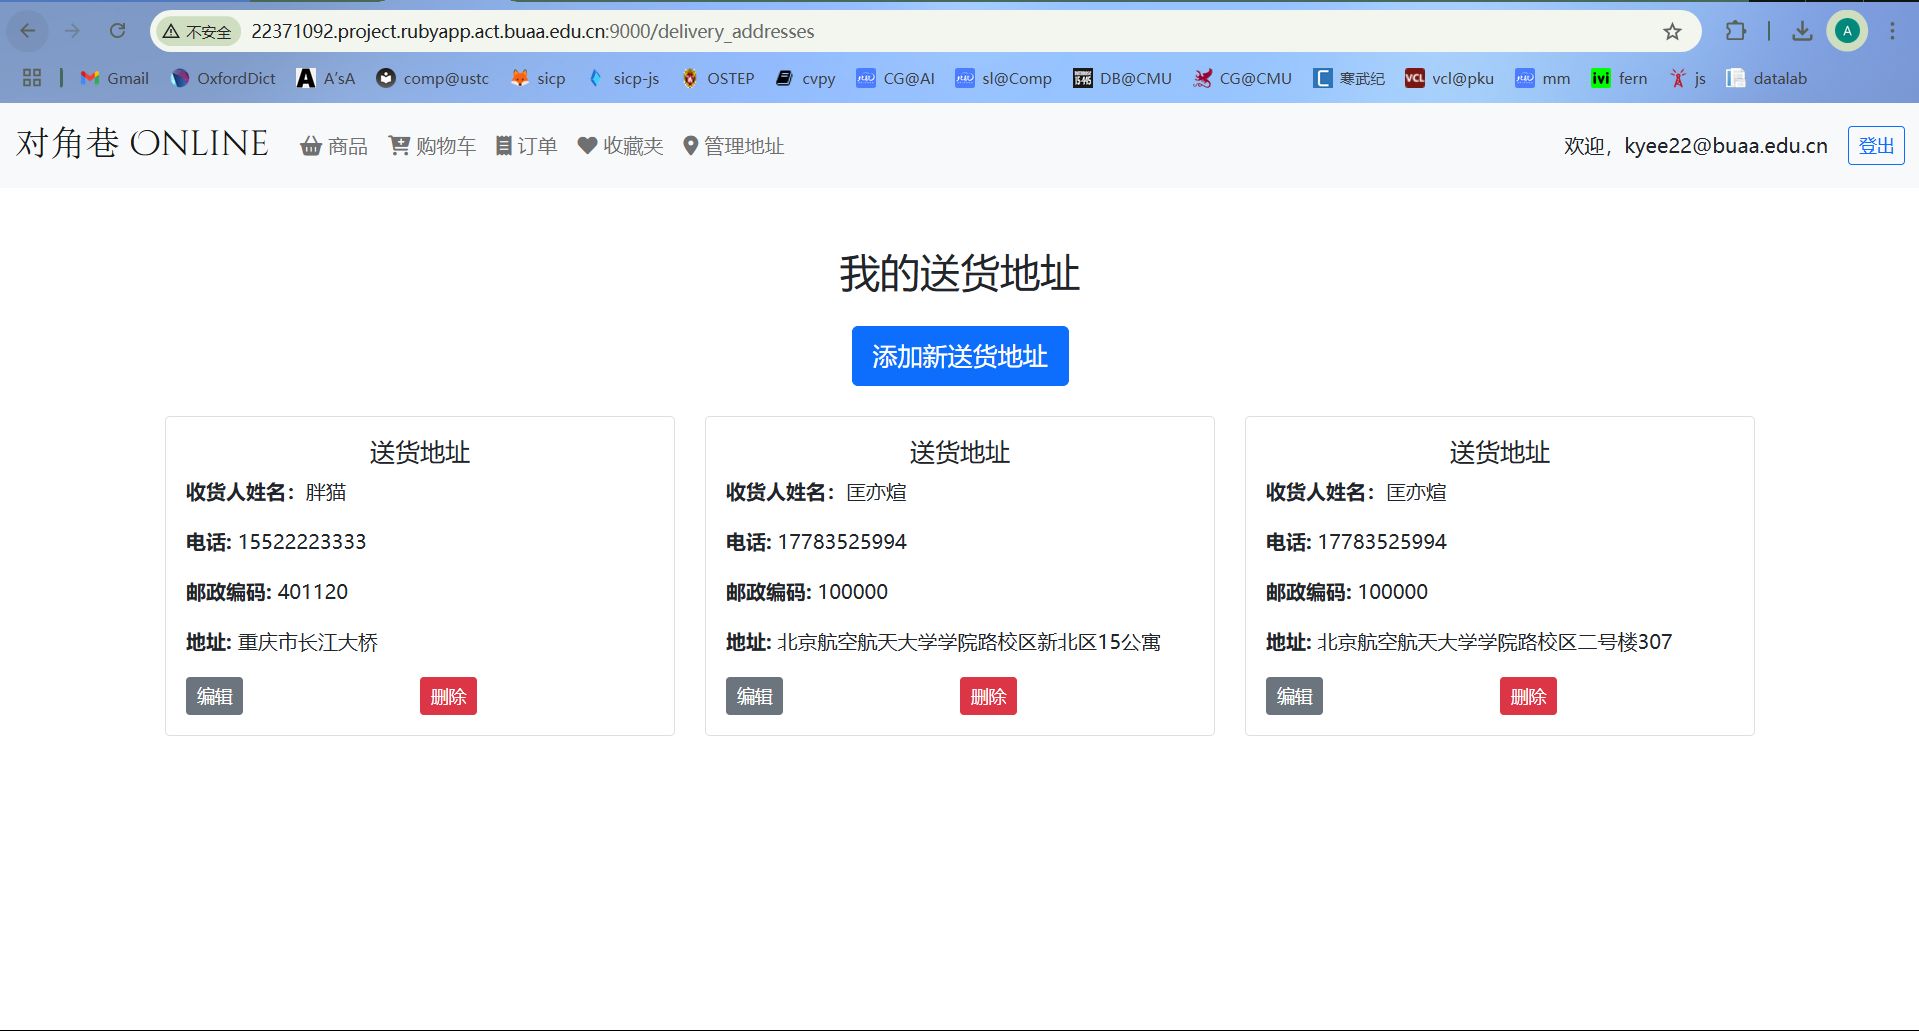 不安全 22371092.project.rubyapp.act.buaa.edu.cn:9000/delivery_addresses A
Gmail OxfordDict A'sA comp@ustc sicp sicp-js OSTEP cvpy CG@AI sl@Comp DB@CMU CG@CMU 寒武纪 vcl@pku mm fern js datalab
对角巷 ONLINE 商品 购物车 订单 收藏夹 管理地址 欢迎，kyee22@buaa.edu.cn 登出
我的送货地址
添加新送货地址
送货地址
收货人姓名：胖猫
电话: 15522223333
邮政编码: 401120
地址: 重庆市长江大桥
编辑 删除
送货地址
收货人姓名：匡亦煊
电话: 17783525994
邮政编码: 100000
地址: 北京航空航天大学学院路校区新北区15公寓
编辑 删除
送货地址
收货人姓名：匡亦煊
电话: 17783525994
邮政编码: 100000
地址: 北京航空航天大学学院路校区二号楼307
编辑 删除